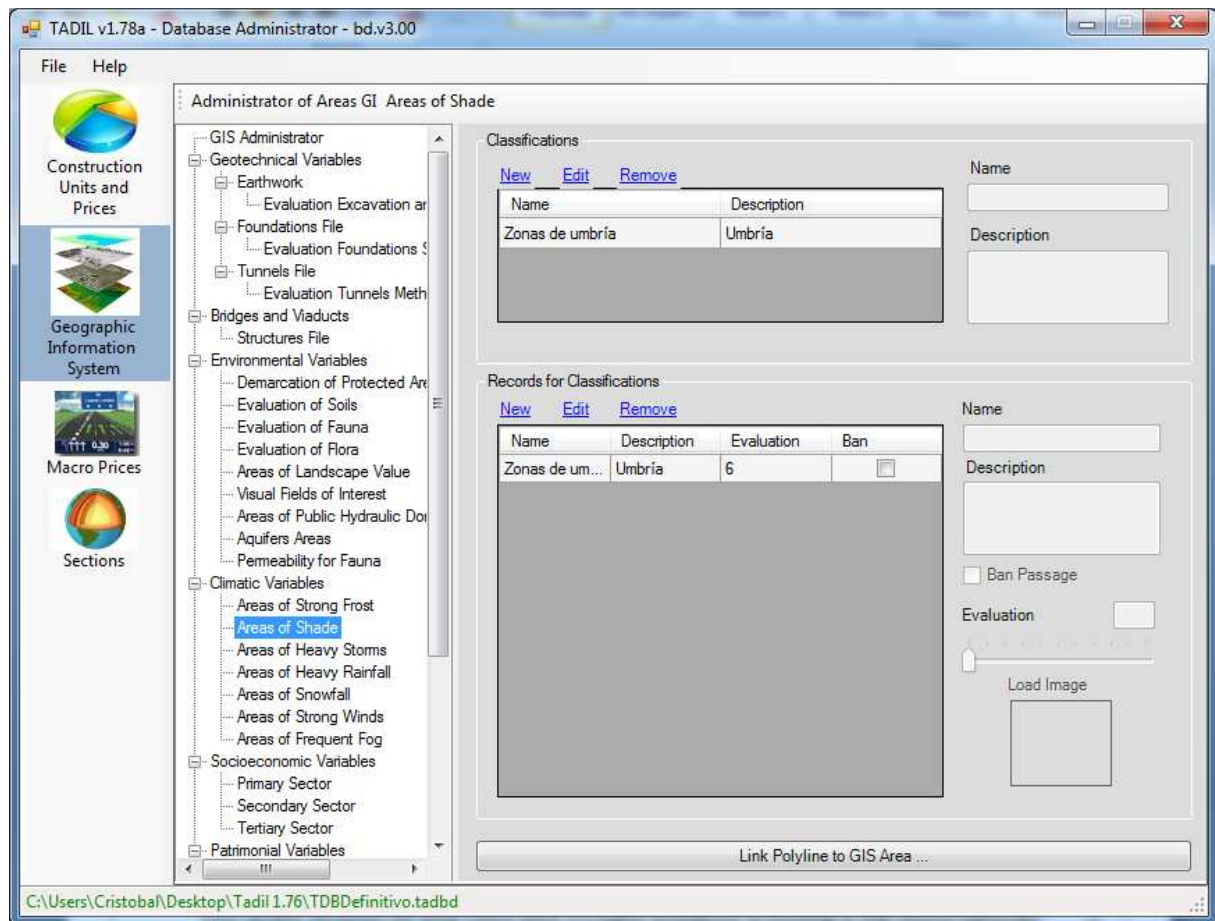 TADIL v1.78a - Database Administrator - bd.v3.00
File Help
Construction
Units and
Prices
Geographic
Information
System
Macro Prices
Sections
Administrator of Areas GI Areas of Shade
GIS Administrator
Geotechnical Variables
Earthwork
Evaluation Excavation ar
Foundations File
Evaluation Foundations S
Tunnels File
Evaluation Tunnels Meth
Bridges and Viaducts
Structures File
Environmental Variables
Demarcation of Protected Are
Evaluation of Soils
Evaluation of Fauna
Evaluation of Flora
Areas of Landscape Value
Visual Fields of Interest
Areas of Public Hydraulic Dor
Aquifers Areas
Permeability for Fauna
Climatic Variables
Areas of Strong Frost
Areas of Shade
Areas of Heavy Storms
Areas of Heavy Rainfall
Areas of Snowfall
Areas of Strong Winds
Areas of Frequent Fog
Socioeconomic Variables
Primary Sector
Secondary Sector
Tertiary Sector
Patrimonial Variables
Classifications
New Edit Remove
Name Description
Zonas de umbría Umbría
Name
Description
Records for Classifications
New Edit Remove
Name Description Evaluation Ban
Zonas de um... Umbría 6
Name
Description
Ban Passage
Evaluation
Load Image
Link Polyline to GIS Area ...
C:\Users\Cristobal\Desktop\Tadil 1.76\TDBDefinitivo.tadbd